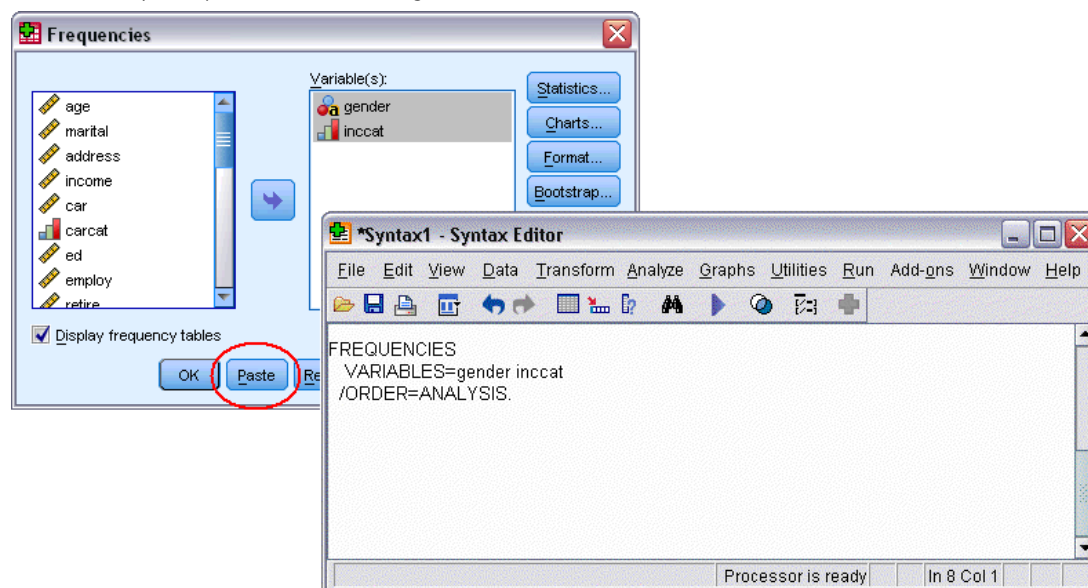 Frequencies
Variable(s):
age
marital
address
income
car
carcat
ed
employ
retire
gender
inccat
Statistics...
Charts...
Format...
Bootstrap...
Display frequency tables
OK Paste Re
*Syntax1 - Syntax Editor
File Edit View Data Transform Analyze Graphs Utilities Run Add-ons Window Help
FREQUENCIES
VARIABLES=gender inccat
/ORDER=ANALYSIS.
Processor is ready In 8 Col 1